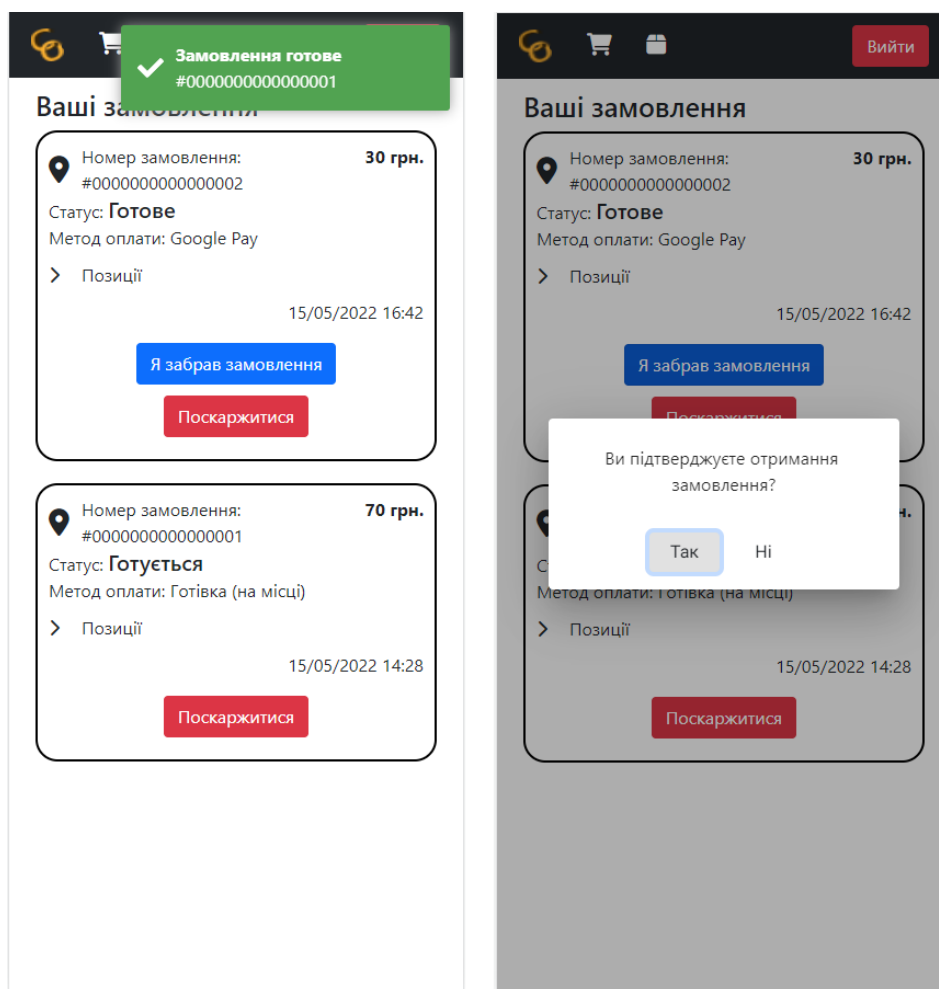 Замовлення готове
#0000000000000001
Ваші замовлення
Номер замовлення:
30 грн.
#0000000000000002
Статус: Готове
Метод оплати: Google Pay
Позиції
15/05/2022 16:42
Я забрав замовлення
Поскаржитися
Номер замовлення:
70 грн.
#0000000000000001
Статус: Готується
Метод оплати: Готівка (на місці)
Позиції
15/05/2022 14:28
Поскаржитися
Вийти
Ваші замовлення
Номер замовлення:
30 грн.
#0000000000000002
Статус: Готове
Метод оплати: Google Pay
Позиції
15/05/2022 16:42
Я забрав замовлення
Поскаржитися
Ви підтверджуєте отримання
замовлення?
Так
Ні
Метод оплати: Готівка (на місці)
Позиції
15/05/2022 14:28
Поскаржитися